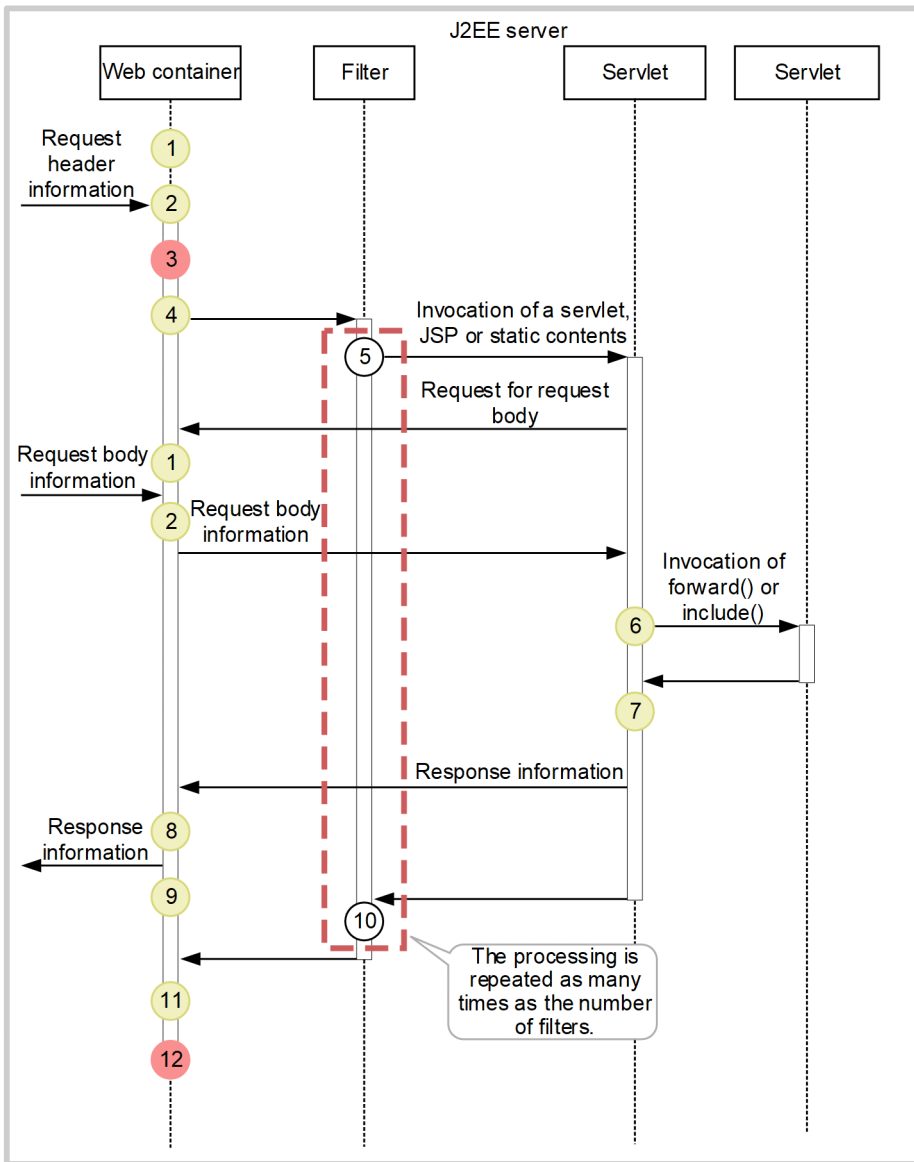 J2EE server
Web container
Filter
Servlet
Servlet
Request
header
information
1
2
3
4
Invocation of a servlet,
JSP or static contents
5
Request for request
body
Request body
information
1
2
Request body
information
Invocation of
forward() or
include()
6
7
Response information
Response
information
8
9
10
The processing is
repeated as many
times as the number
of filters.
11
12